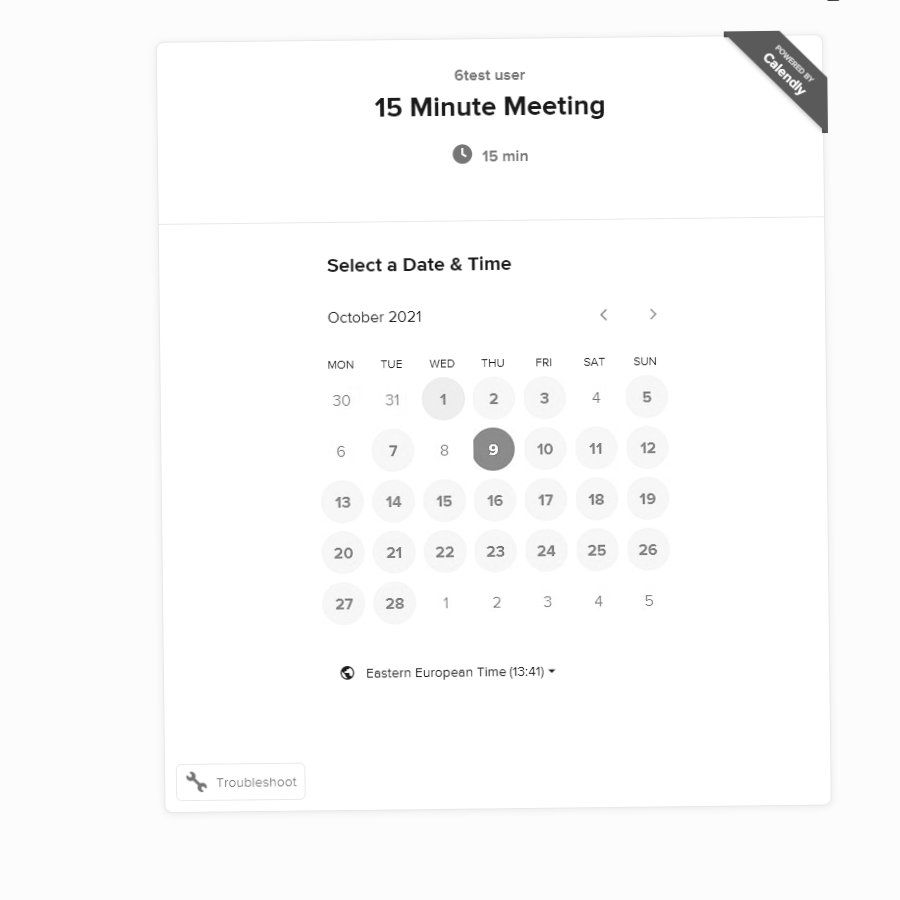 POWERED BY
Calendly
6test user
15 Minute Meeting
15 min
Select a Date & Time
October 2021
MON TUE WED THU FRI SAT SUN
30 31 1 2 3 4 5
6 7 8 9 10 11 12
13 14 15 16 17 18 19
20 21 22 23 24 25 26
27 28 1 2 3 4 5
Eastern European Time (13:41)
Troubleshoot